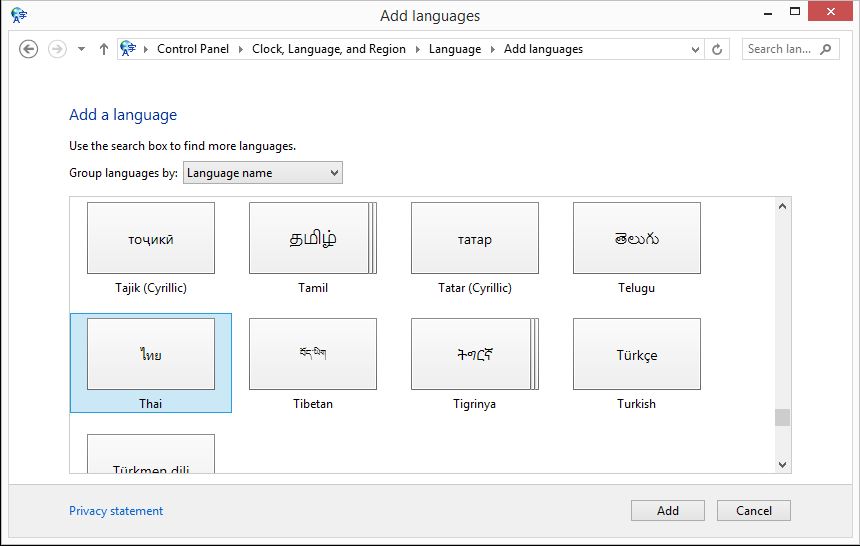 Add languages
Control Panel Clock, Language, and Region Language Add languages
Search lan...
Add a language
Use the search box to find more languages.
Group languages by: Language name
тоҷикӣ தமிழ் татар తెలుగు
Tajik (Cyrillic) Tamil Tatar (Cyrillic) Telugu
ไทย བོད་ཡིག ትግርኛ Türkçe
Thai Tibetan Tigrinya Turkish
Türkmen dili
Privacy statement
Add Cancel